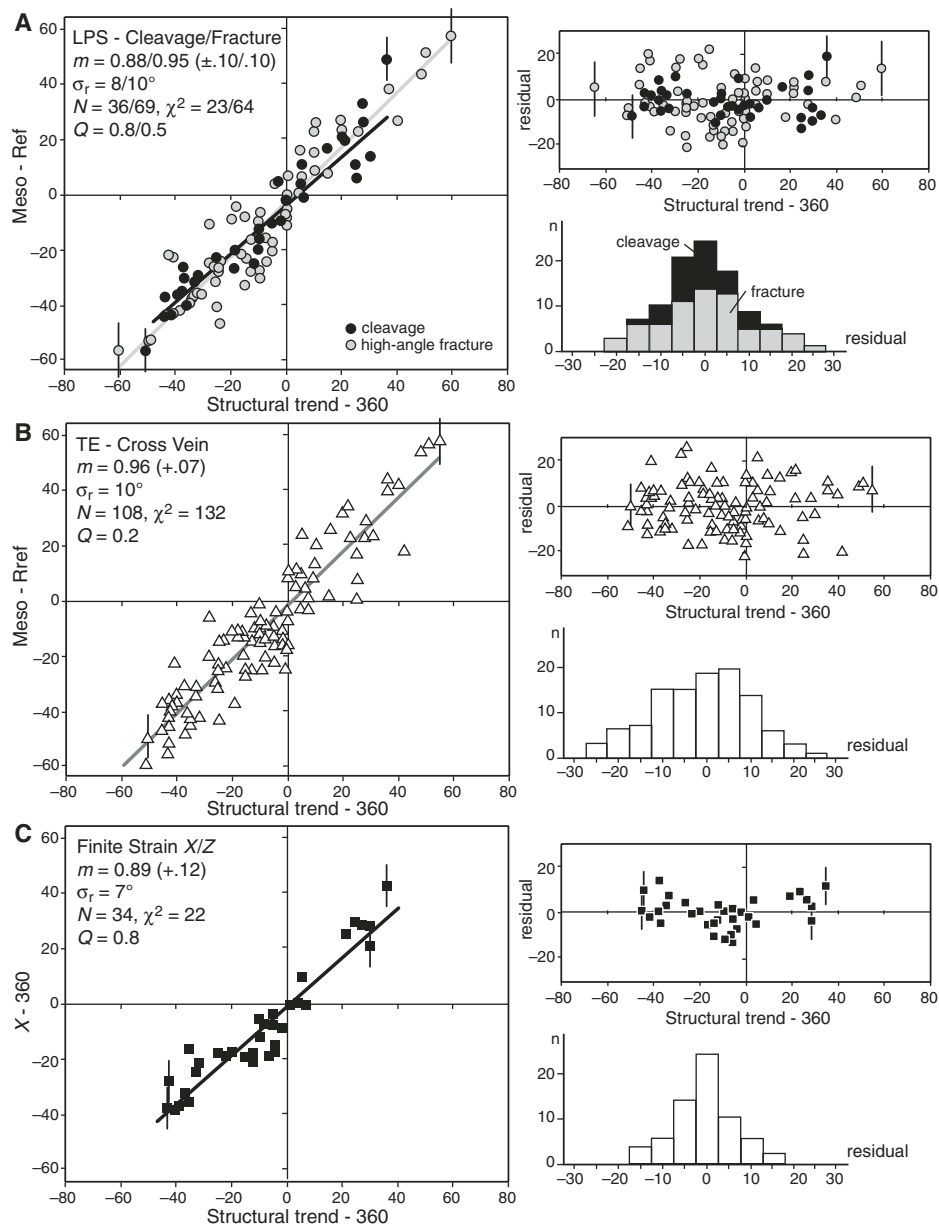 A
LPS - Cleavage/Fracture
m = 0.88/0.95 (±.10/.10)
σr = 8/10°
N = 36/69, χ² = 23/64
Q = 0.8/0.5
60
40
20
0
−20
−40
−60
Meso - Ref
cleavage
high-angle fracture
−80 −60 −40 −20 0 20 40 60 80
Structural trend - 360
20
0
−20
residual
−80 −60 −40 −20 0 20 40 60 80
Structural trend - 360
n
20
10
0
cleavage
fracture
residual
−30 −20 −10 0 10 20 30
B
TE - Cross Vein
m = 0.96 (+.07)
σr = 10°
N = 108, χ² = 132
Q = 0.2
60
40
20
0
−20
−40
−60
Meso - Rref
−80 −60 −40 −20 0 20 40 60 80
Structural trend - 360
20
0
−20
residual
−80 −60 −40 −20 0 20 40 60 80
Structural trend - 360
n
20
10
0
residual
−30 −20 −10 0 10 20 30
C
Finite Strain X/Z
m = 0.89 (+.12)
σr = 7°
N = 34, χ² = 22
Q = 0.8
60
40
20
0
−20
−40
−60
X - 360
−80 −60 −40 −20 0 20 40 60 80
Structural trend - 360
20
0
−20
residual
−80 −60 −40 −20 0 20 40 60 80
Structural trend - 360
n
20
10
0
residual
−30 −20 −10 0 10 20 30